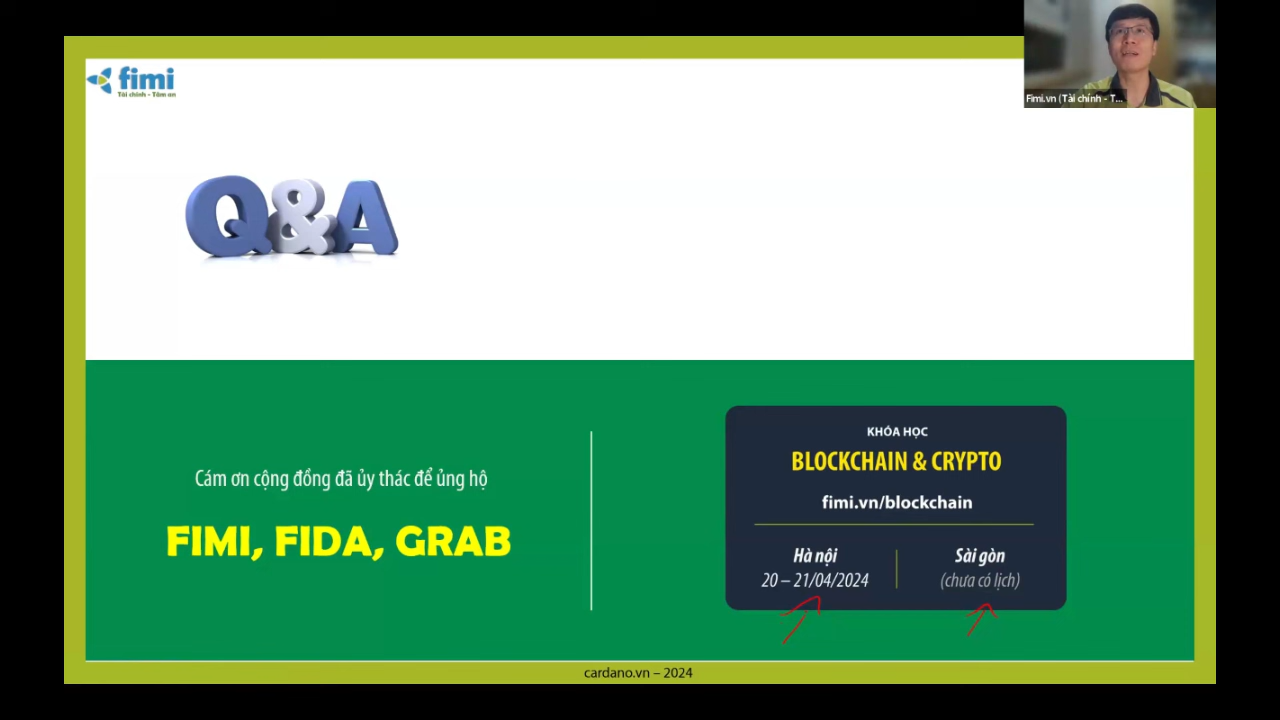 fimi
Tài chính - Tâm an
Fimi.vn (Tài chính - T...
Q&A
Cám ơn cộng đồng đã ủy thác để ủng hộ
FIMI, FIDA, GRAB
KHÓA HỌC
BLOCKCHAIN & CRYPTO
fimi.vn/blockchain
Hà nội
20 – 21/04/2024
Sài gòn
(chưa có lịch)
cardano.vn – 2024